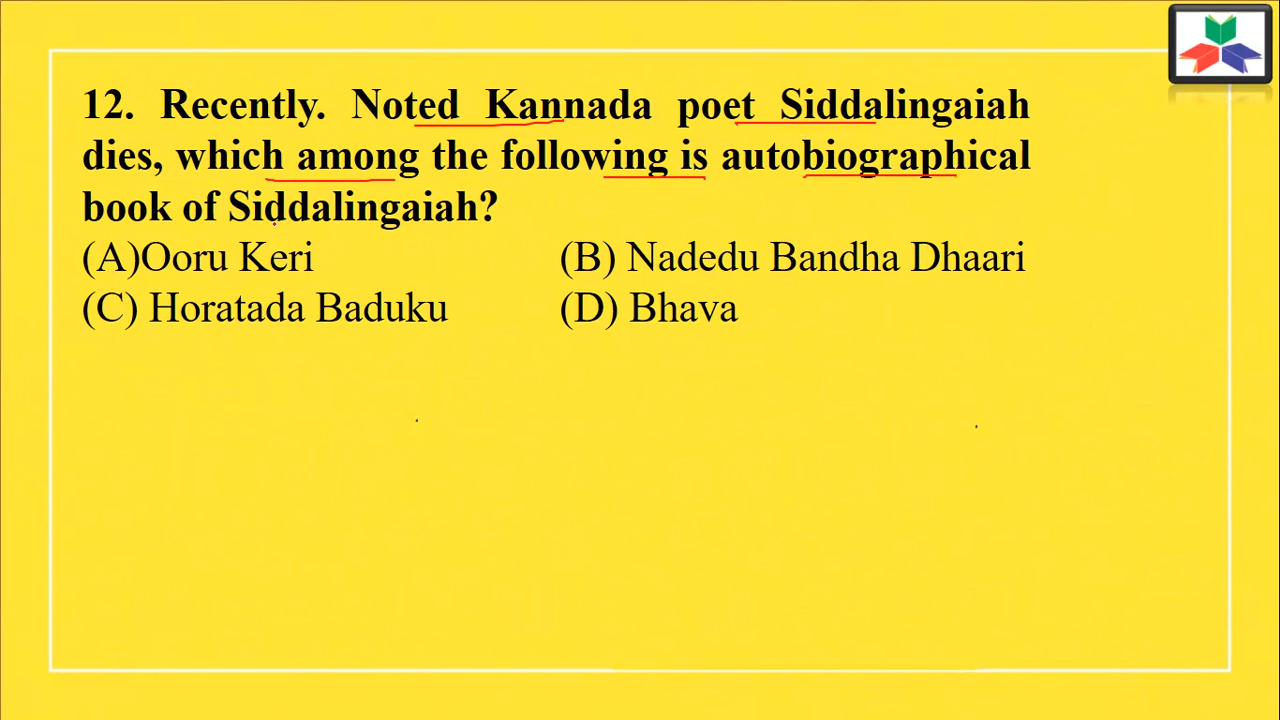 12. Recently. Noted Kannada poet Siddalingaiah
dies, which among the following is autobiographical
book of Siddalingaiah?
(A)Ooru Keri (B) Nadedu Bandha Dhaari
(C) Horatada Baduku (D) Bhava